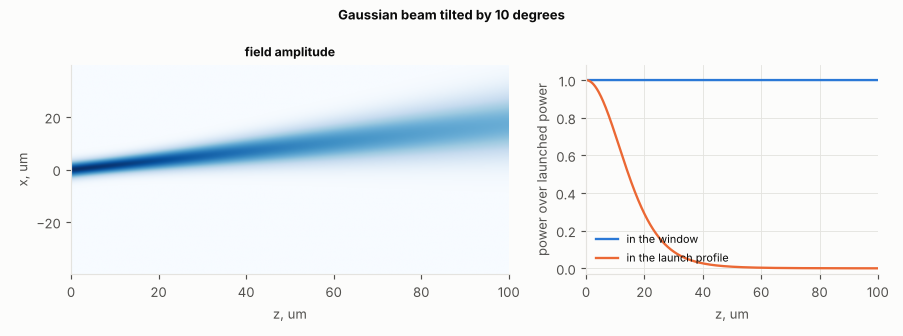 Gaussian beam tilted by 10 degrees
field amplitude
x, um
20
0
−20
0
20
40
60
80
100
z, um
power over launched power
1.0
0.8
0.6
0.4
0.2
0.0
in the window
in the launch profile
0
20
40
60
80
100
z, um